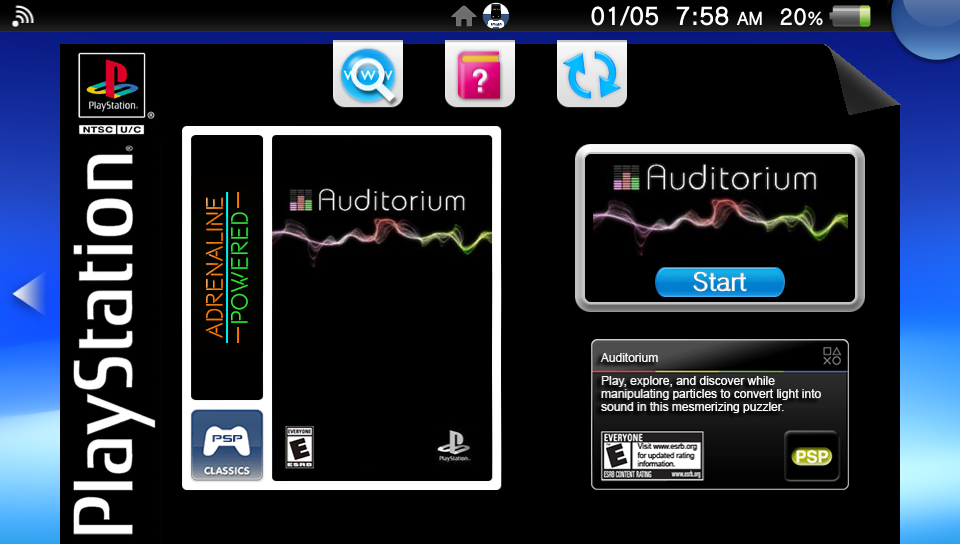 01/05 7:58 AM 20%
PlayStation®
NTSC U/C
PlayStation®
www
?
ADRENALINE
POWERED
PSP
CLASSICS
Auditorium
EVERYONE
E
ESRB
PlayStation
Auditorium
Start
Auditorium
Play, explore, and discover while
manipulating particles to convert light into
sound in this mesmerizing puzzler.
EVERYONE
E
Visit www.esrb.org
for updated rating
information.
ESRB CONTENT RATING www.esrb.org
PSP